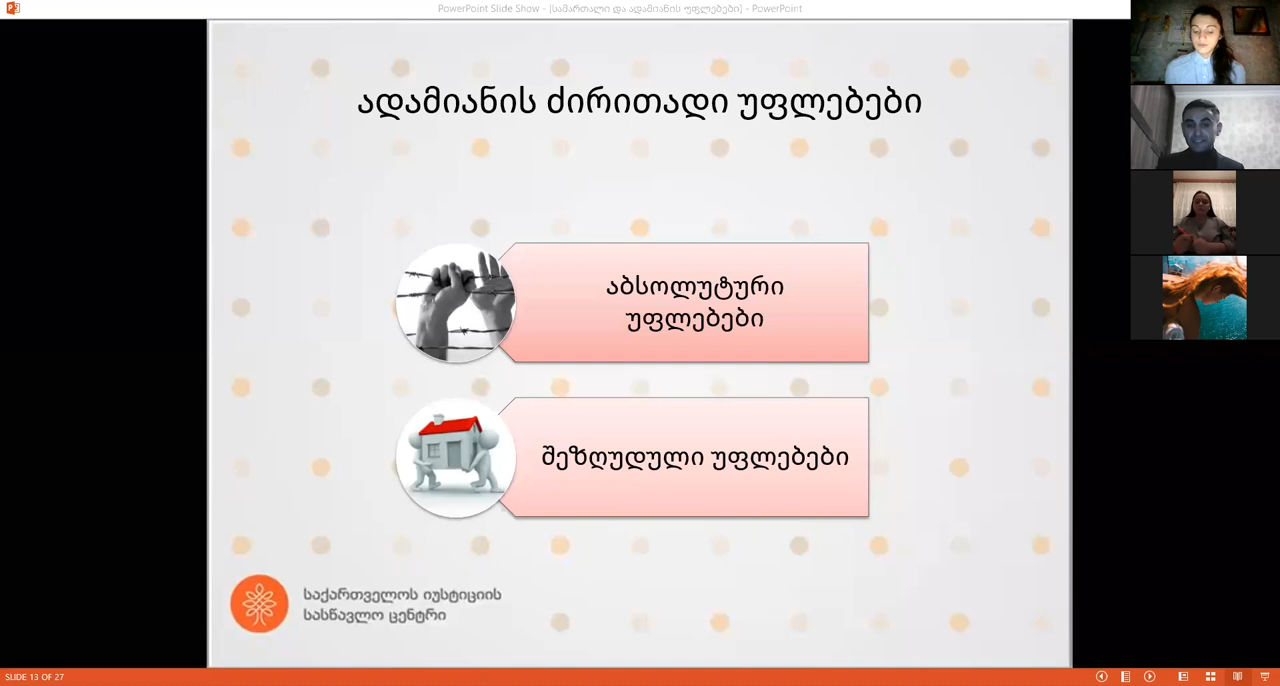 PowerPoint Slide Show - [სამართალი და ადამიანის უფლებები] - PowerPoint
ადამიანის ძირითადი უფლებები
აბსოლუტური
უფლებები
შეზღუდული უფლებები
საქართველოს იუსტიციის
სასწავლო ცენტრი
SLIDE 13 OF 27